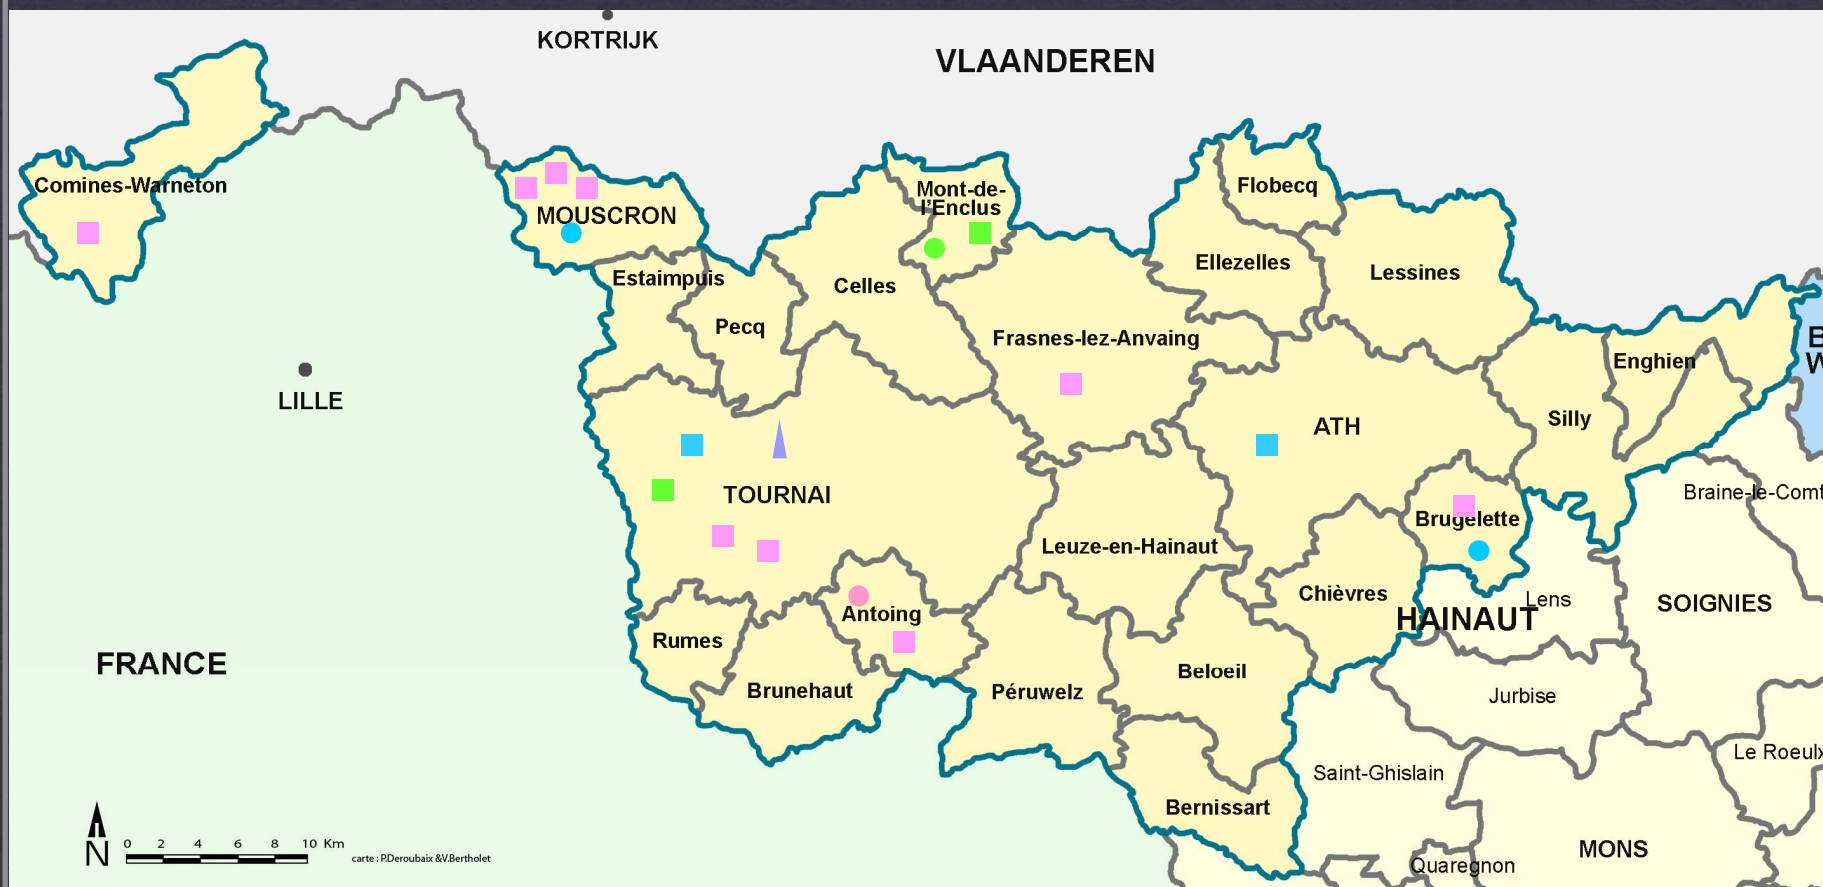 KORTRIJK
VLAANDEREN
Comines-Warneton
MOUSCRON
Mont-de-
l'Enclus
Flobecq
Estaimpuis
Celles
Ellezelles
Lessines
Pecq
Frasnes-lez-Anvaing
Enghien
B
W
LILLE
ATH
Silly
TOURNAI
Braine-le-Comt
Brugelette
Leuze-en-Hainaut
Chièvres
Lens
SOIGNIES
HAINAUT
Antoing
Rumes
FRANCE
Brunehaut
Péruwelz
Beloeil
Jurbise
Le Roeulx
Saint-Ghislain
Bernissart
MONS
Quaregnon
N
0 2 4 6 8 10 Km
carte : P.Deroubaix &V.Bertholet